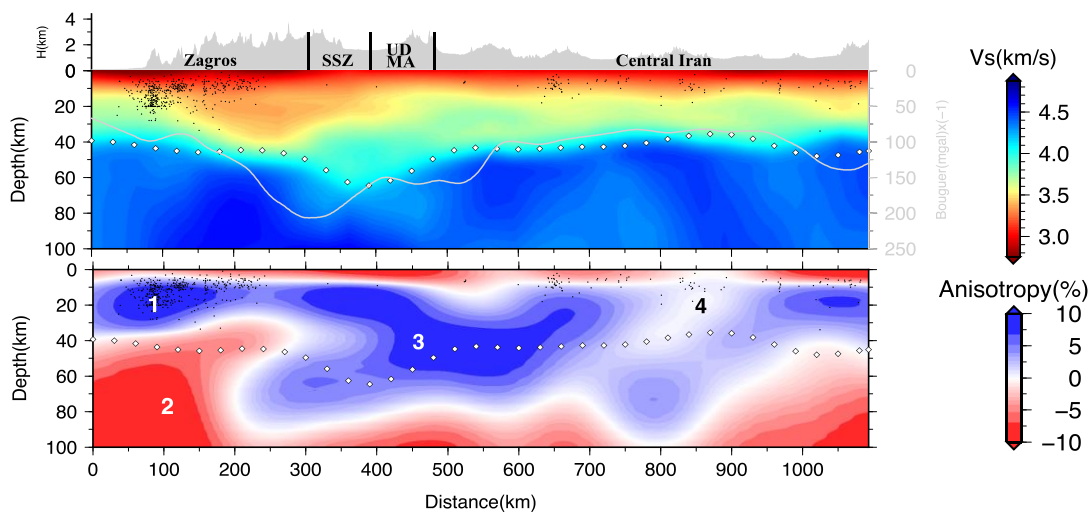 H(km)
4
2
0
Zagros
SSZ
UD
MA
Central Iran
Depth(km)
0
20
40
60
80
100
0
50
100
150
200
250
Bouguer(mgal)x(−1)
Vs(km/s)
4.5
4.0
3.5
3.0
Depth(km)
0
20
40
60
80
100
1
2
3
4
0 100 200 300 400 500 600 700 800 900 1000
Distance(km)
Anisotropy(%)
10
5
0
−5
−10